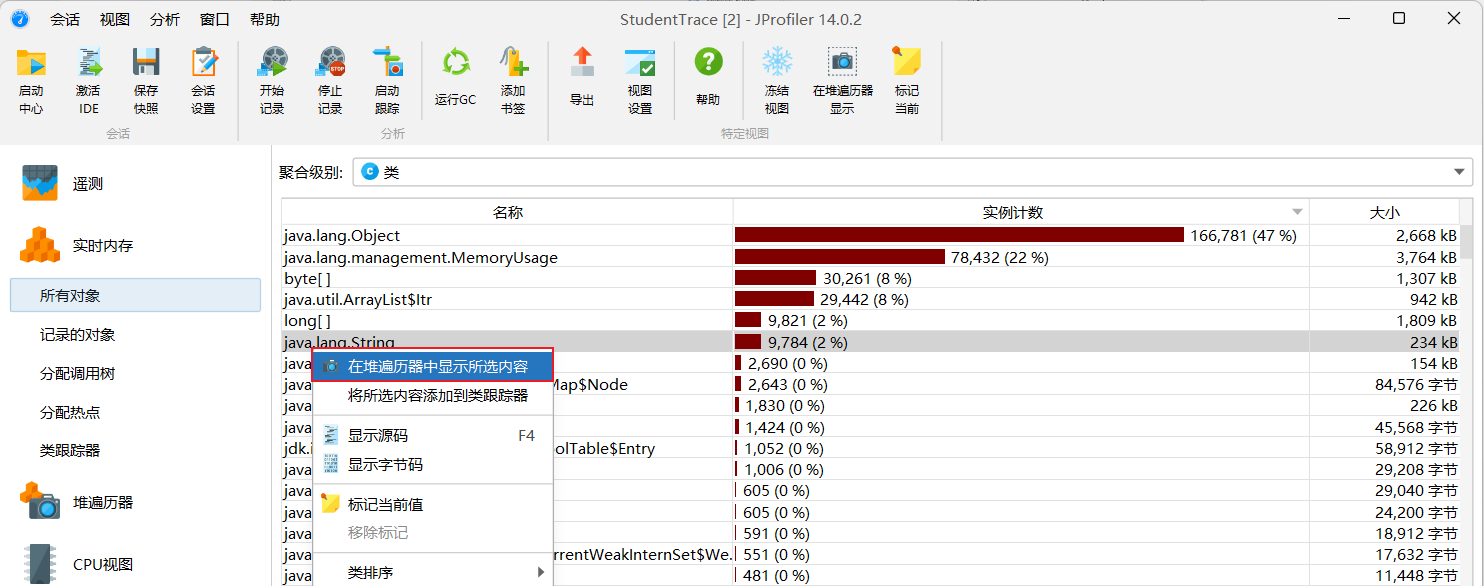 StudentTrace [2] - JProfiler 14.0.2
会话 视图 分析 窗口 帮助
启动中心
激活IDE
保存快照
会话设置
开始记录
停止记录
启动跟踪
运行GC
添加书签
导出
视图设置
帮助
冻结视图
在堆遍历器显示
标记当前
会话 分析 特定视图
遥测
实时内存
所有对象
记录的对象
分配调用树
分配热点
类跟踪器
堆遍历器
CPU视图
聚合级别: C 类
名称 实例计数 大小
java.lang.Object 166,781 (47 %) 2,668 kB
java.lang.management.MemoryUsage 78,432 (22 %) 3,764 kB
byte[ ] 30,261 (8 %) 1,307 kB
java.util.ArrayList$Itr 29,442 (8 %) 942 kB
long[ ] 9,821 (2 %) 1,809 kB
java.lang.String 9,784 (2 %) 234 kB
java 2,690 (0 %) 154 kB
java Map$Node 2,643 (0 %) 84,576 字节
java 1,830 (0 %) 226 kB
java 1,424 (0 %) 45,568 字节
jdk.i olTable$Entry 1,052 (0 %) 58,912 字节
java 1,006 (0 %) 29,208 字节
java 605 (0 %) 29,040 字节
java 605 (0 %) 24,200 字节
java 591 (0 %) 18,912 字节
java rrentWeakInternSet$We... 551 (0 %) 17,632 字节
java 481 (0 %) 11,448 字节
在堆遍历器中显示所选内容
将所选内容添加到类跟踪器
显示源码 F4
显示字节码
标记当前值
移除标记
类排序